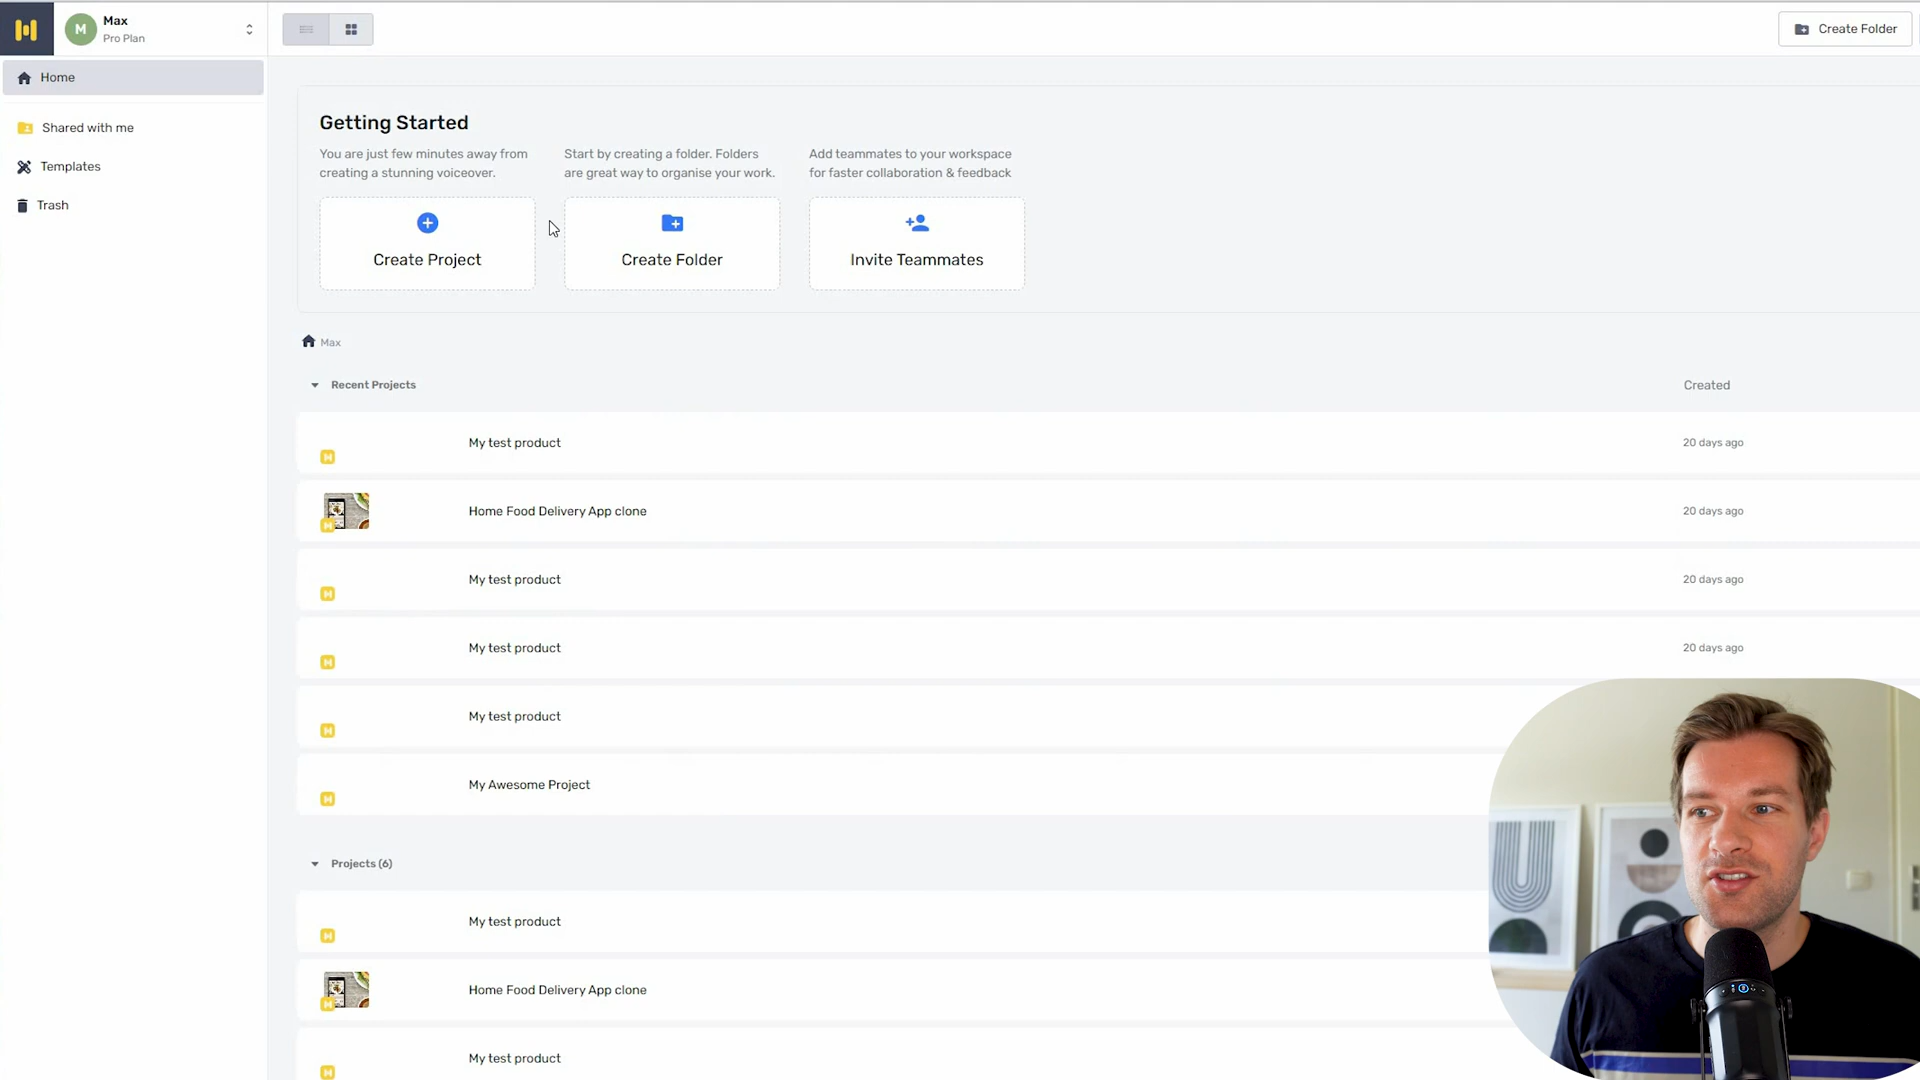 Max
Pro Plan
Create Folder
Home
Shared with me
Templates
Trash
Getting Started
You are just few minutes away from
creating a stunning voiceover.
Create Project
Start by creating a folder. Folders
are great way to organise your work.
Create Folder
Add teammates to your workspace
for faster collaboration & feedback
Invite Teammates
Max
Recent Projects
Created
My test product
20 days ago
Home Food Delivery App clone
20 days ago
My test product
20 days ago
My test product
20 days ago
My test product
My Awesome Project
Projects (6)
My test product
Home Food Delivery App clone
My test product